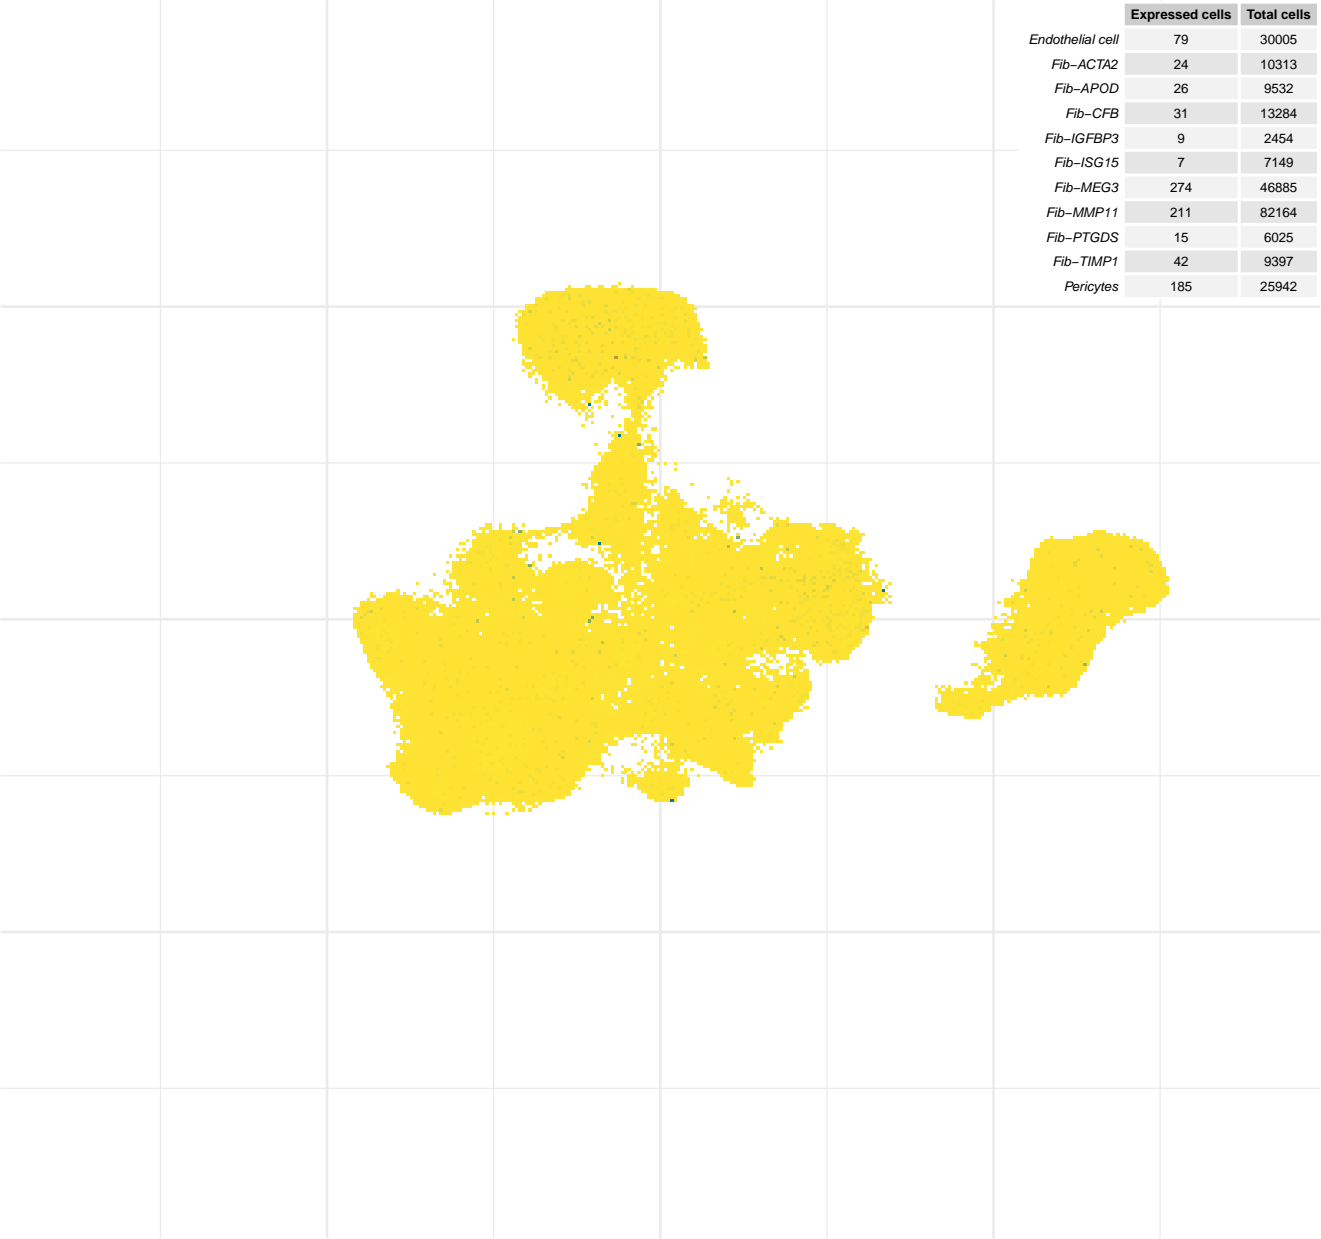 Expressed cells Total cells
Endothelial cell 79 30005
Fib−ACTA2 24 10313
Fib−APOD 26 9532
Fib−CFB 31 13284
Fib−IGFBP3 9 2454
Fib−ISG15 7 7149
Fib−MEG3 274 46885
Fib−MMP11 211 82164
Fib−PTGDS 15 6025
Fib−TIMP1 42 9397
Pericytes 185 25942